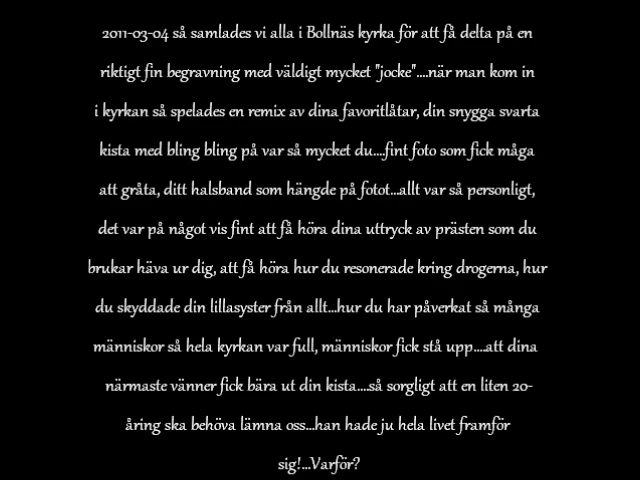 2011-03-04 så samlades vi alla i Bollnäs kyrka för att få delta på en
riktigt fin begravning med väldigt mycket "jocke"....när man kom in
i kyrkan så spelades en remix av dina favoritlåtar, din snygga svarta
kista med bling bling på var så mycket du....fint foto som fick måga
att gråta, ditt halsband som hängde på fotot...allt var så personligt,
det var på något vis fint att få höra dina uttryck av prästen som du
brukar häva ur dig, att få höra hur du resonerade kring drogerna, hur
du skyddade din lillasyster från allt...hur du har påverkat så många
människor så hela kyrkan var full, människor fick stå upp....att dina
närmaste vänner fick bära ut din kista....så sorgligt att en liten 20-
åring ska behöva lämna oss...han hade ju hela livet framför
sig!...Varför?